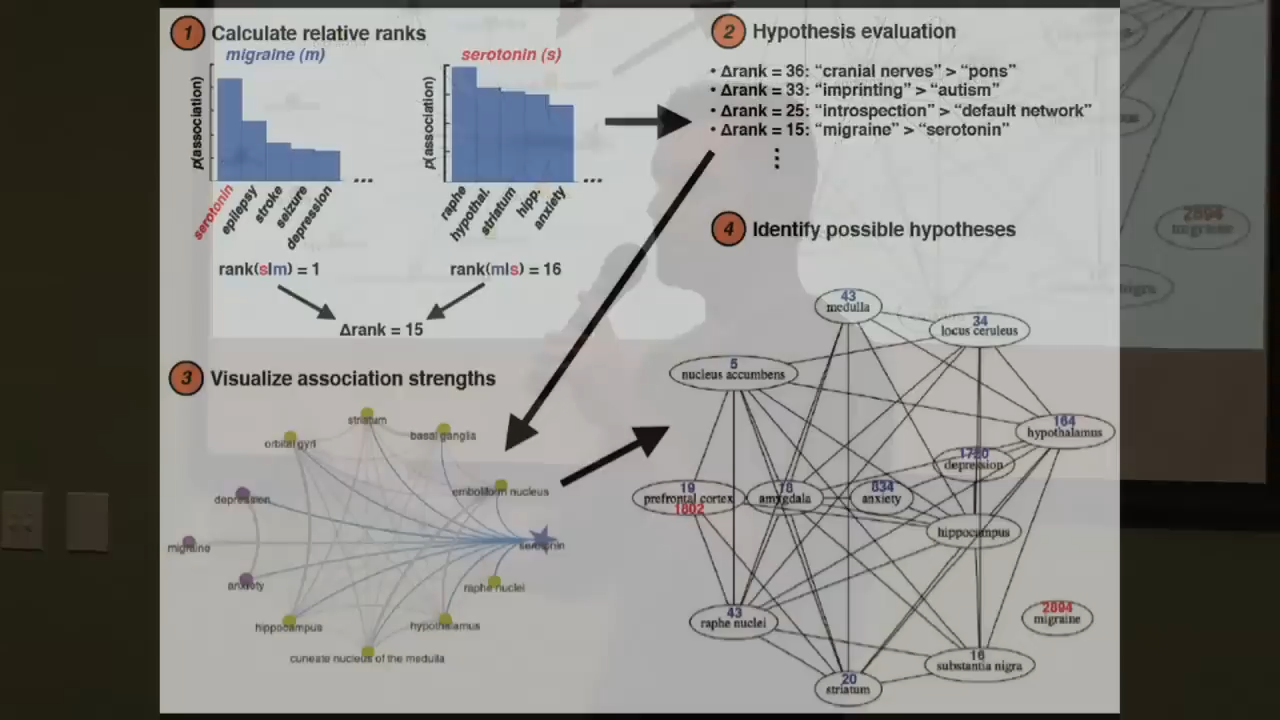 1 Calculate relative ranks
migraine (m)
p(association)
serotonin
epilepsy
stroke
seizure
depression
...
rank(s|m) = 1
serotonin (s)
p(association)
raphe
hypothal.
striatum
hipp.
anxiety
...
rank(m|s) = 16
Δrank = 15
2 Hypothesis evaluation
• Δrank = 36: “cranial nerves” > “pons”
• Δrank = 33: “imprinting” > “autism”
• Δrank = 25: “introspection” > “default network”
• Δrank = 15: “migraine” > “serotonin”
3 Visualize association strengths
striatum
orbital gyri
basal ganglia
depression
emboliform nucleus
migraine
serotonin
anxiety
raphe nuclei
hippocampus
hypothalamus
cuneate nucleus of the medulla
4 Identify possible hypotheses
43
medulla
34
locus ceruleus
5
nucleus accumbens
164
hypothalamus
depression
19
prefrontal cortex
1802
18
amygdala
834
anxiety
hippocampus
43
raphe nuclei
2894
migraine
16
substantia nigra
20
striatum
2894
migraine